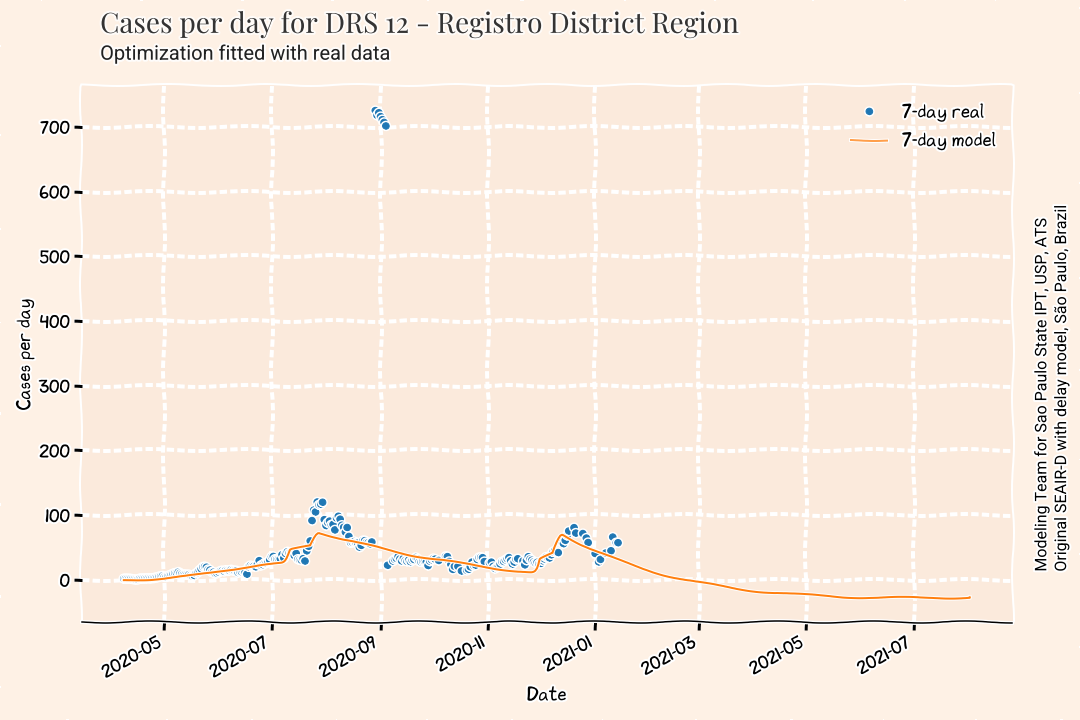 Cases per day for DRS 12 - Registro District Region
Optimization fitted with real data
7-day real
7-day model
700
600
500
400
300
200
100
0
Cases per day
2020-05
2020-07
2020-09
2020-11
2021-01
2021-03
2021-05
2021-07
Date
Modeling Team for Sao Paulo State IPT, USP, ATS
Original SEAIR-D with delay model, São Paulo, Brazil